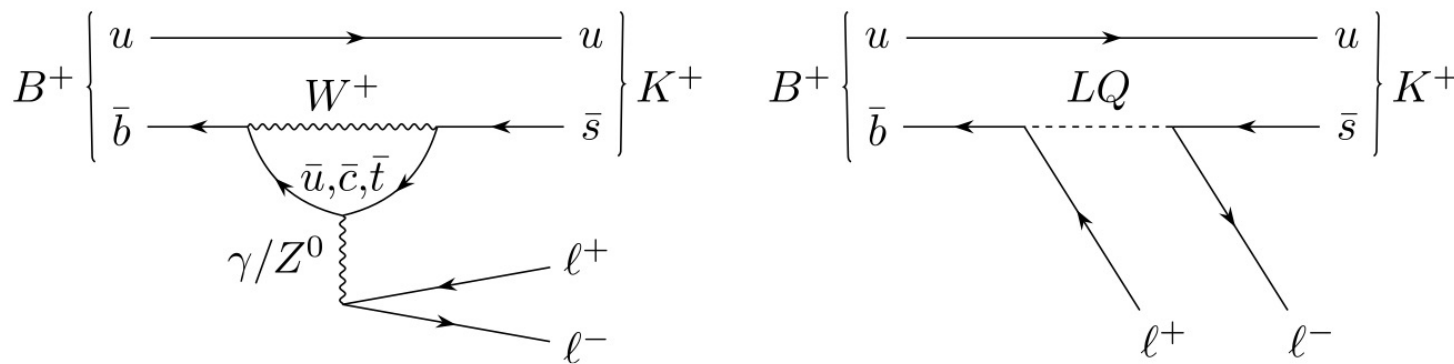 u u u u
B⁺ W⁺ K⁺ B⁺ LQ K⁺
b̄ s̄ b̄ s̄
ū,c̄,t̄
γ/Z⁰ ℓ⁺
ℓ⁻ ℓ⁺ ℓ⁻